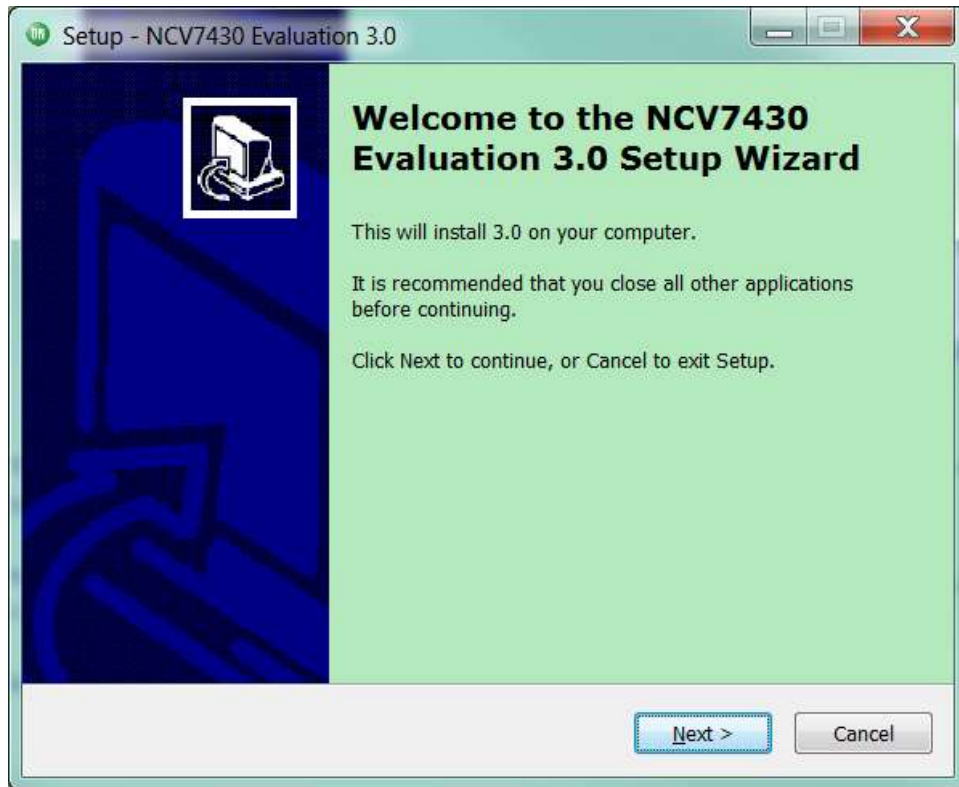 Setup - NCV7430 Evaluation 3.0
Welcome to the NCV7430
Evaluation 3.0 Setup Wizard
This will install 3.0 on your computer.
It is recommended that you close all other applications
before continuing.
Click Next to continue, or Cancel to exit Setup.
Next >
Cancel